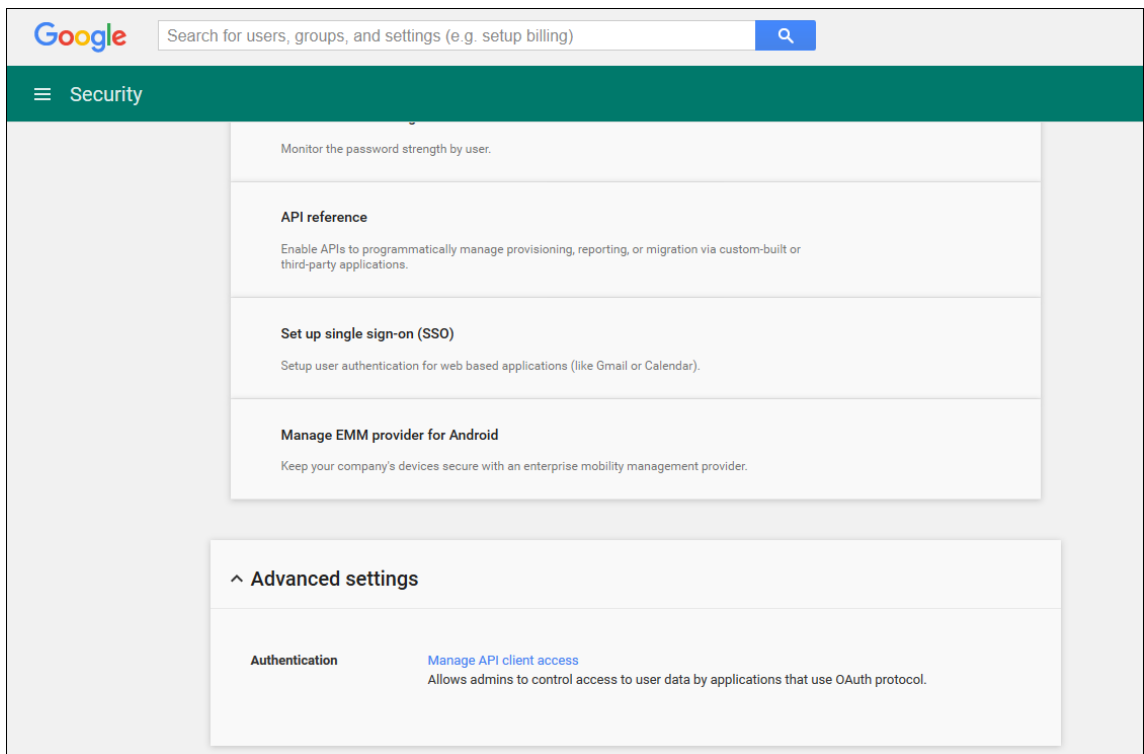 Google
Search for users, groups, and settings (e.g. setup billing)
Security
Monitor the password strength by user.
API reference
Enable APIs to programmatically manage provisioning, reporting, or migration via custom-built or
third-party applications.
Set up single sign-on (SSO)
Setup user authentication for web based applications (like Gmail or Calendar).
Manage EMM provider for Android
Keep your company's devices secure with an enterprise mobility management provider.
Advanced settings
Authentication
Manage API client access
Allows admins to control access to user data by applications that use OAuth protocol.